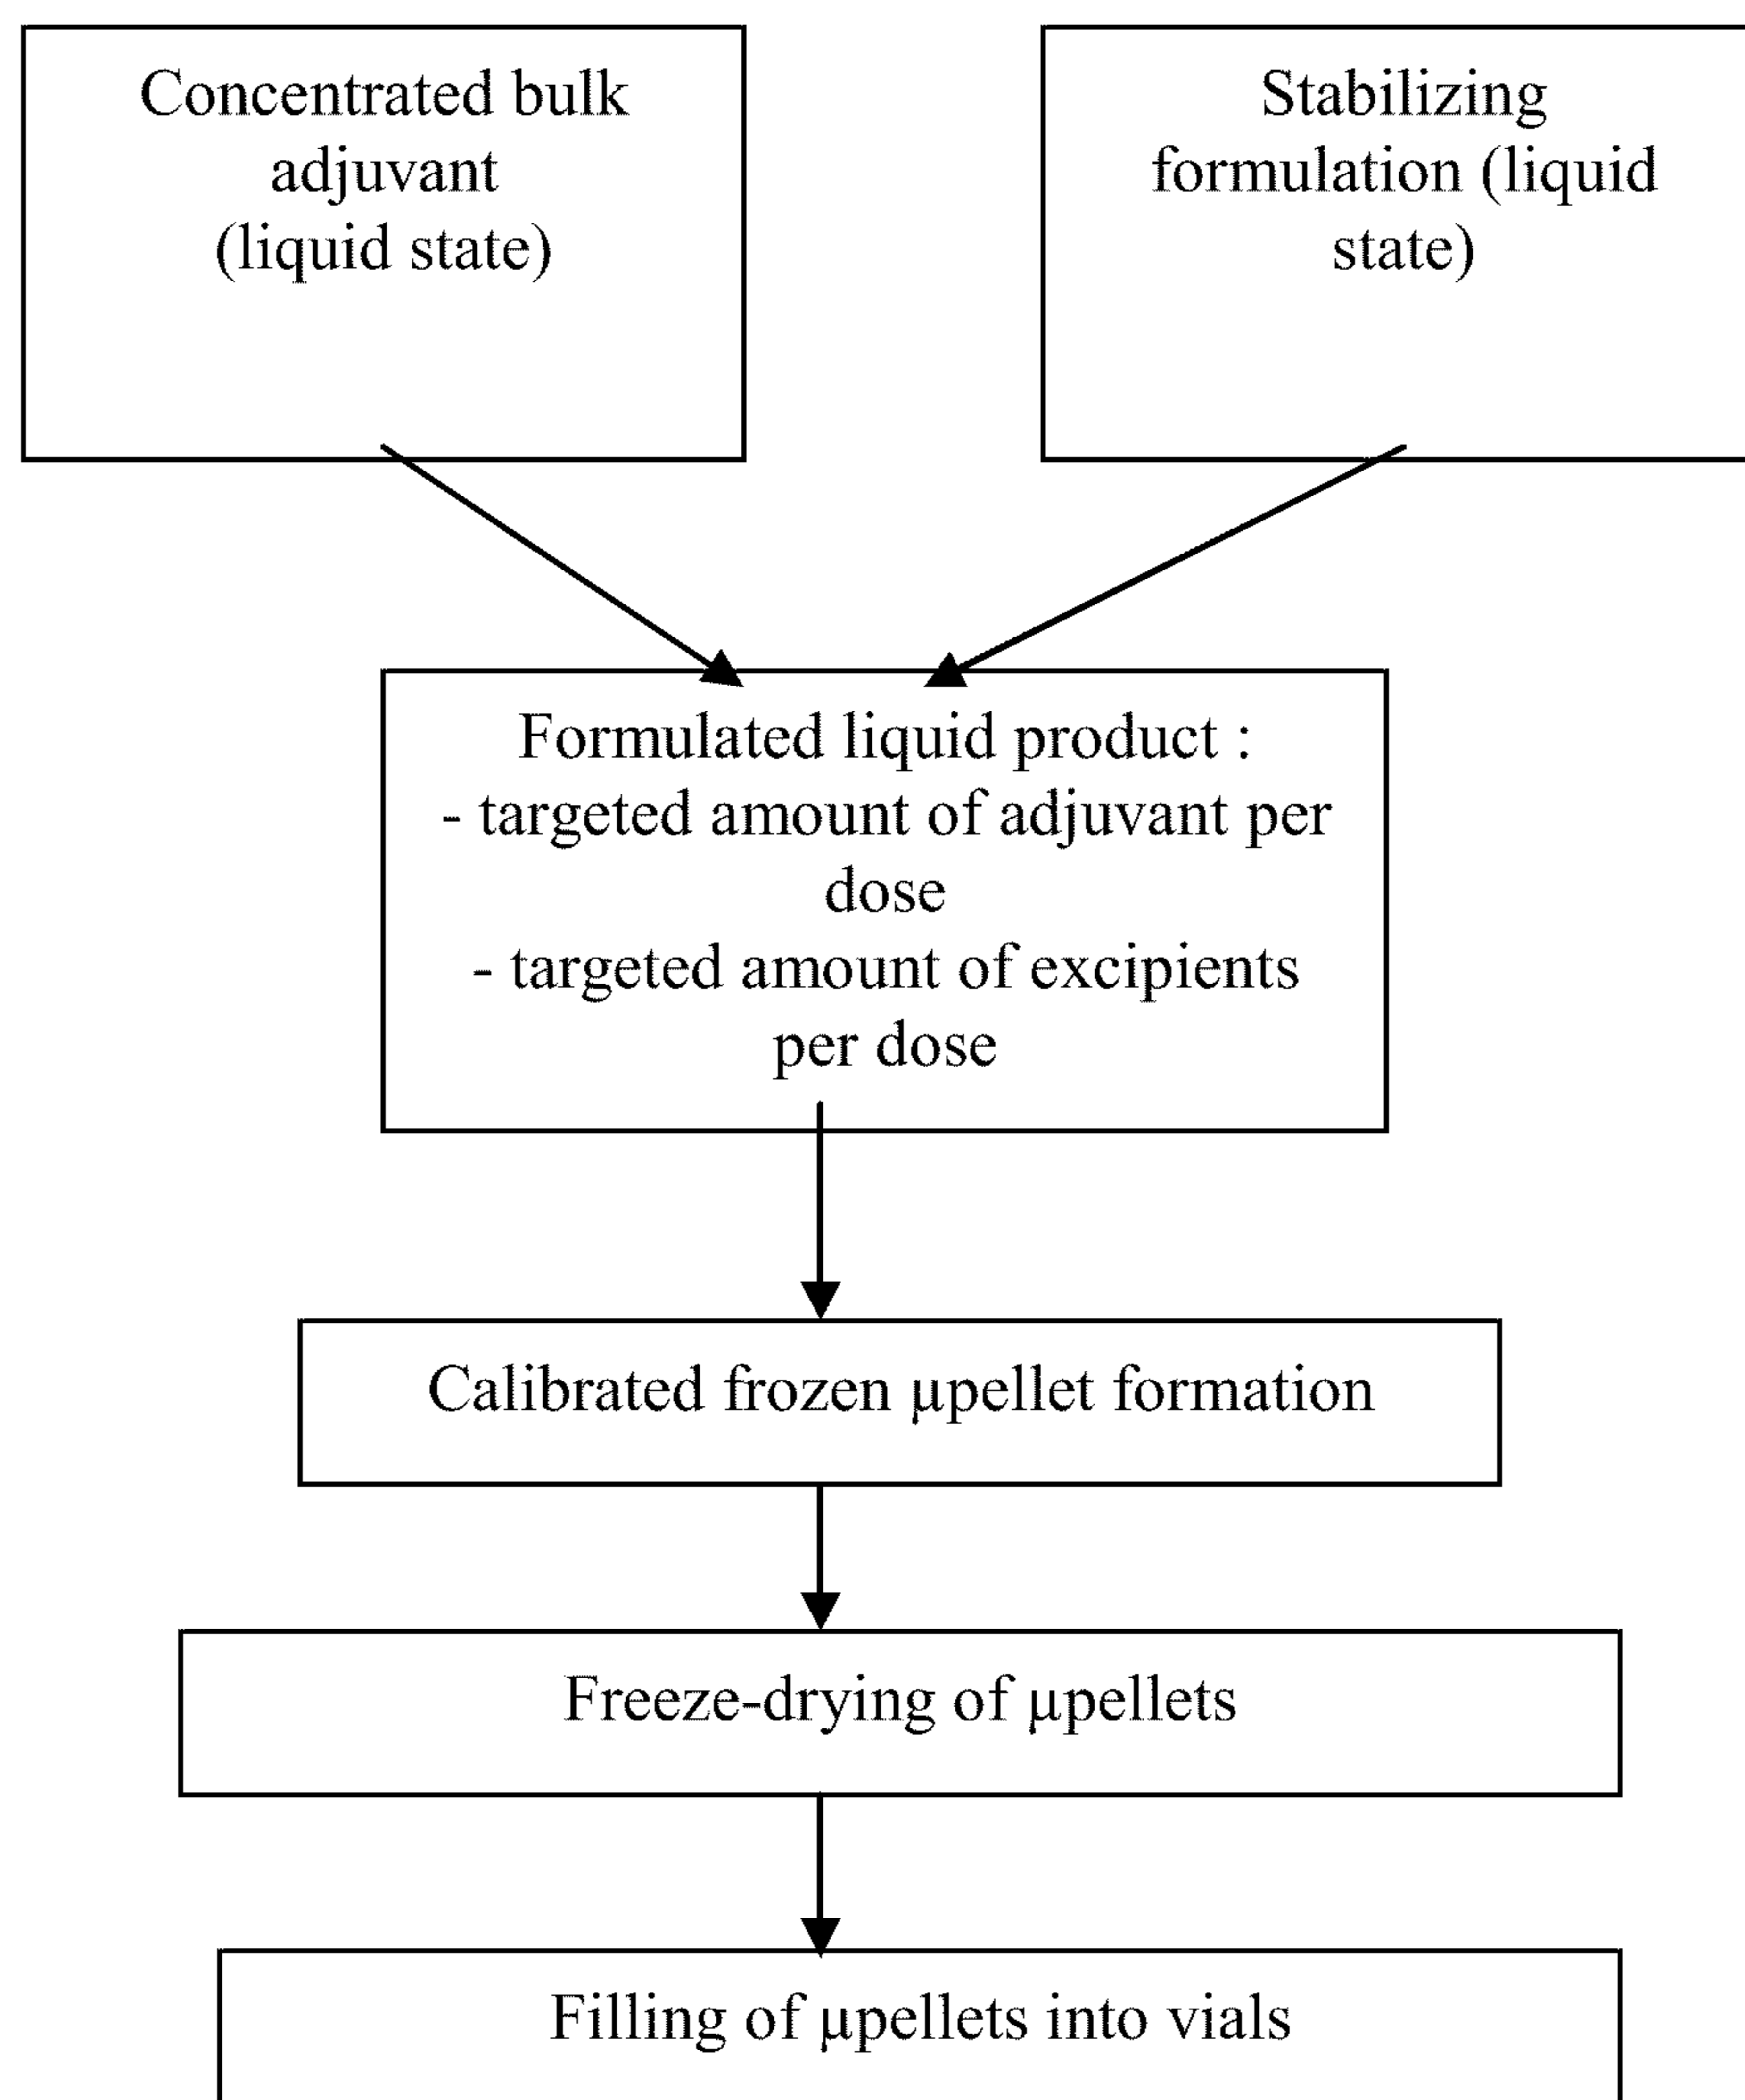 Concentrated bulk
adjuvant
(liquid state)
Stabilizing
formulation (liquid
state)
Formulated liquid product :
- targeted amount of adjuvant per
dose
- targeted amount of excipients
per dose
Calibrated frozen µpellet formation
Freeze-drying of µpellets
Filling of µpellets into vials